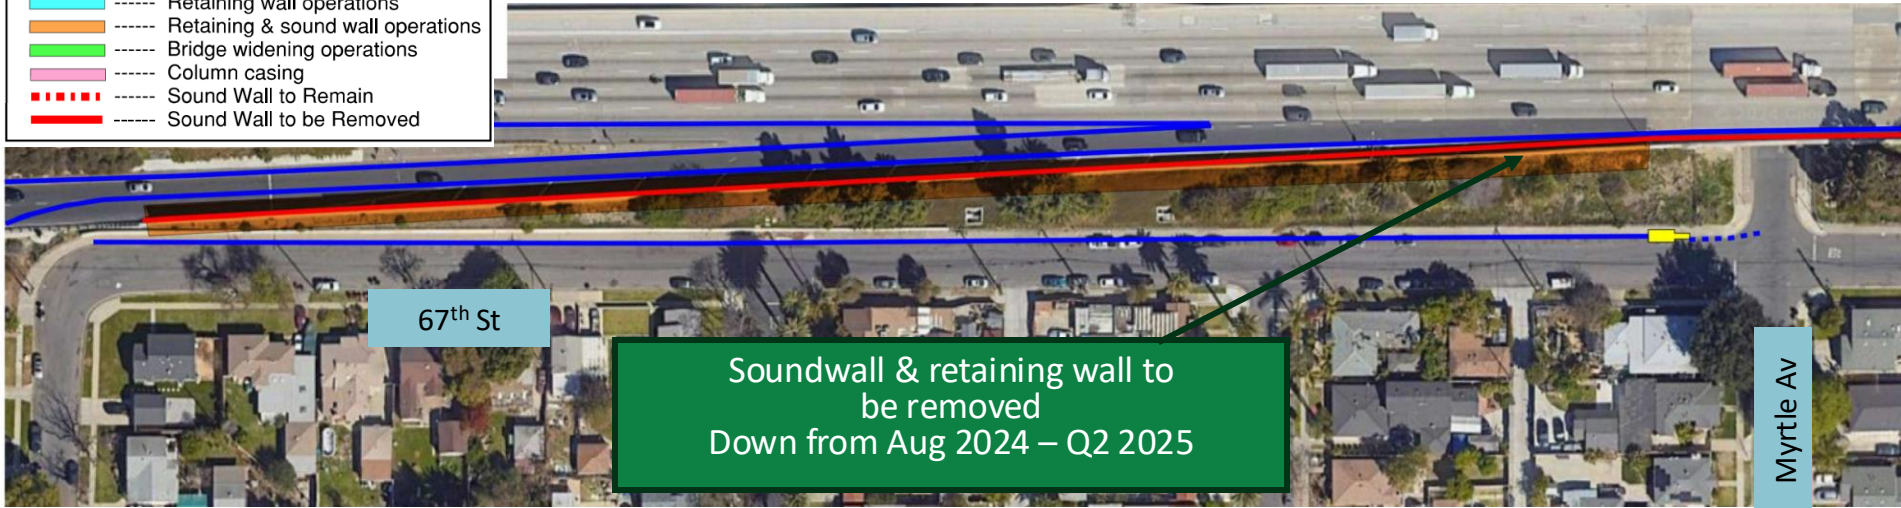 Retaining wall operations
Retaining & sound wall operations
Bridge widening operations
Column casing
Sound Wall to Remain
Sound Wall to be Removed
67th St
Soundwall & retaining wall to
be removed
Down from Aug 2024 – Q2 2025
Myrtle Av